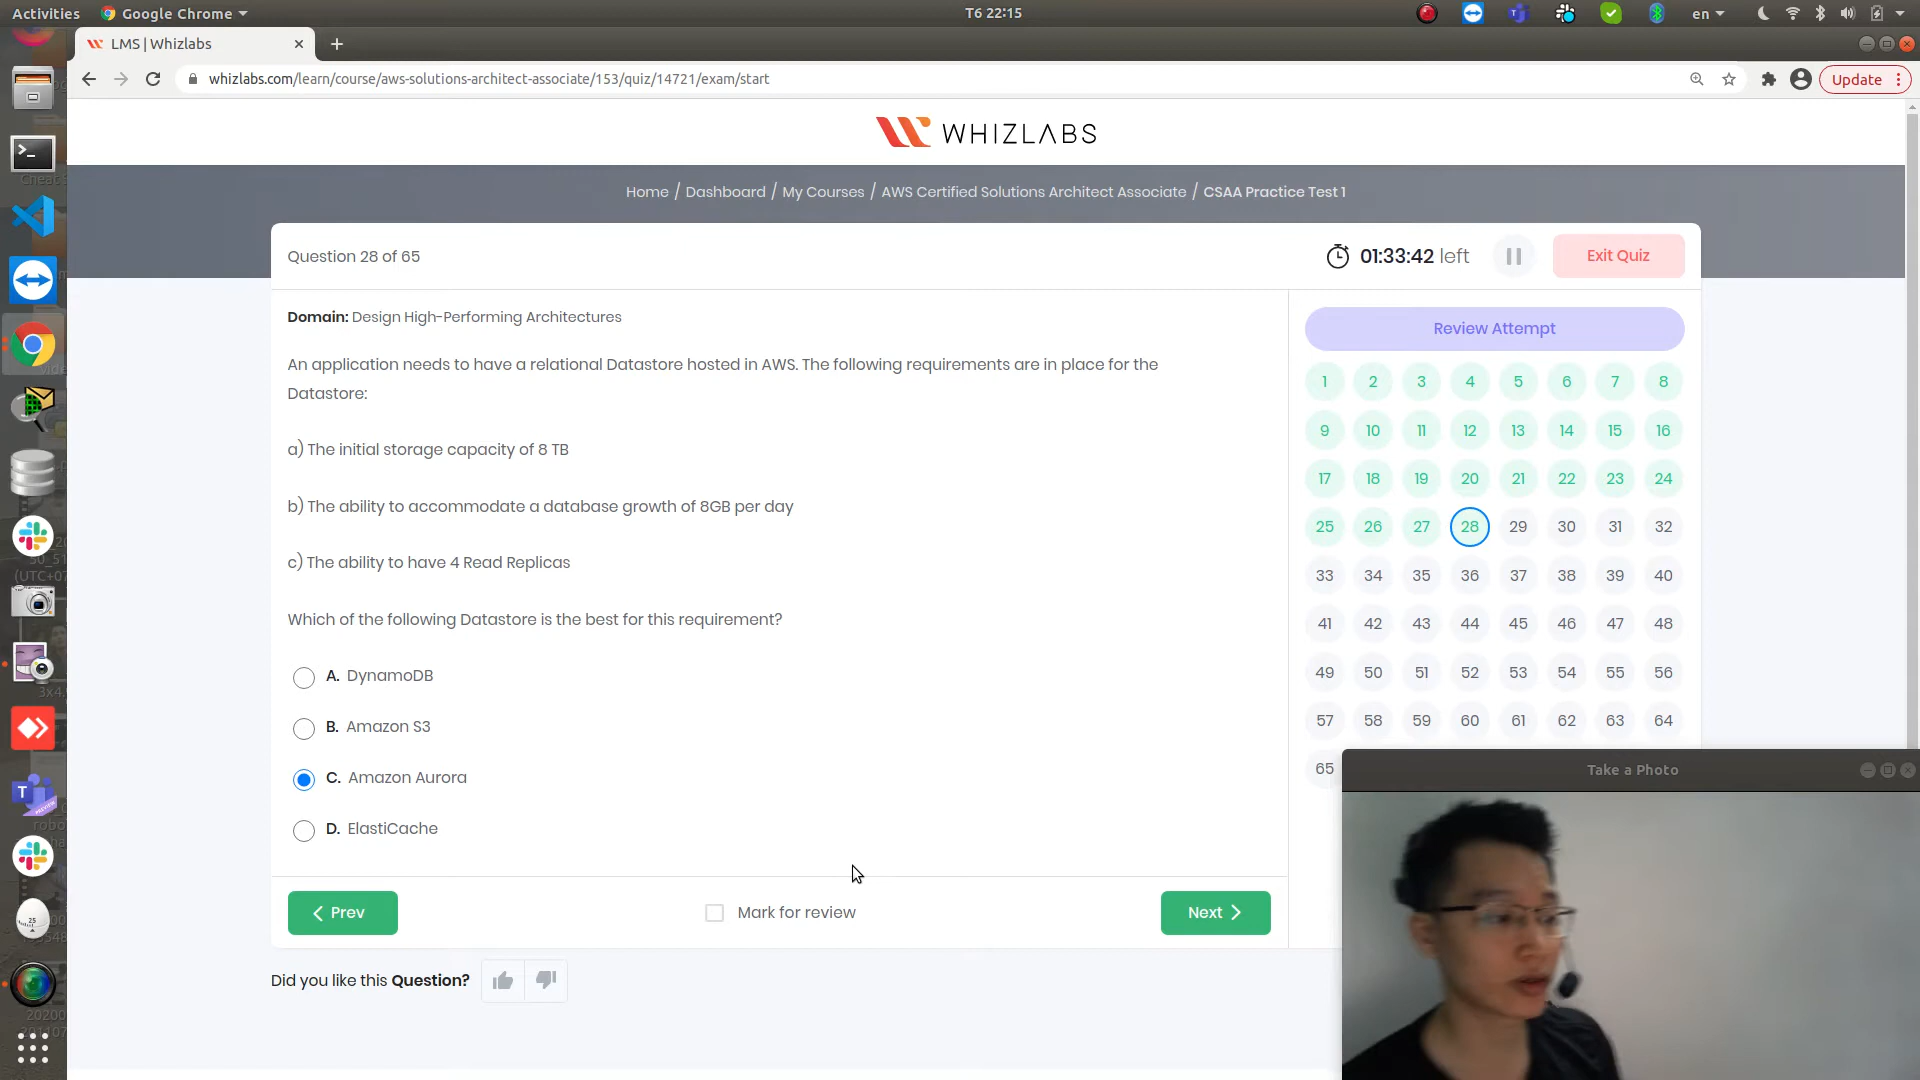 Activities
Google Chrome
T6 22:15
en
LMS | Whizlabs
whizlabs.com/learn/course/aws-solutions-architect-associate/153/quiz/14721/exam/start
Update
WHIZLABS
Home / Dashboard / My Courses / AWS Certified Solutions Architect Associate / CSAA Practice Test 1
Question 28 of 65
01:33:42 left
Exit Quiz
Domain: Design High-Performing Architectures
An application needs to have a relational Datastore hosted in AWS. The following requirements are in place for the
Datastore:
a) The initial storage capacity of 8 TB
b) The ability to accommodate a database growth of 8GB per day
c) The ability to have 4 Read Replicas
Which of the following Datastore is the best for this requirement?
A. DynamoDB
B. Amazon S3
C. Amazon Aurora
D. ElastiCache
Prev
Mark for review
Next
Did you like this Question?
Review Attempt
1 2 3 4 5 6 7 8
9 10 11 12 13 14 15 16
17 18 19 20 21 22 23 24
25 26 27 28 29 30 31 32
33 34 35 36 37 38 39 40
41 42 43 44 45 46 47 48
49 50 51 52 53 54 55 56
57 58 59 60 61 62 63 64
65
Take a Photo